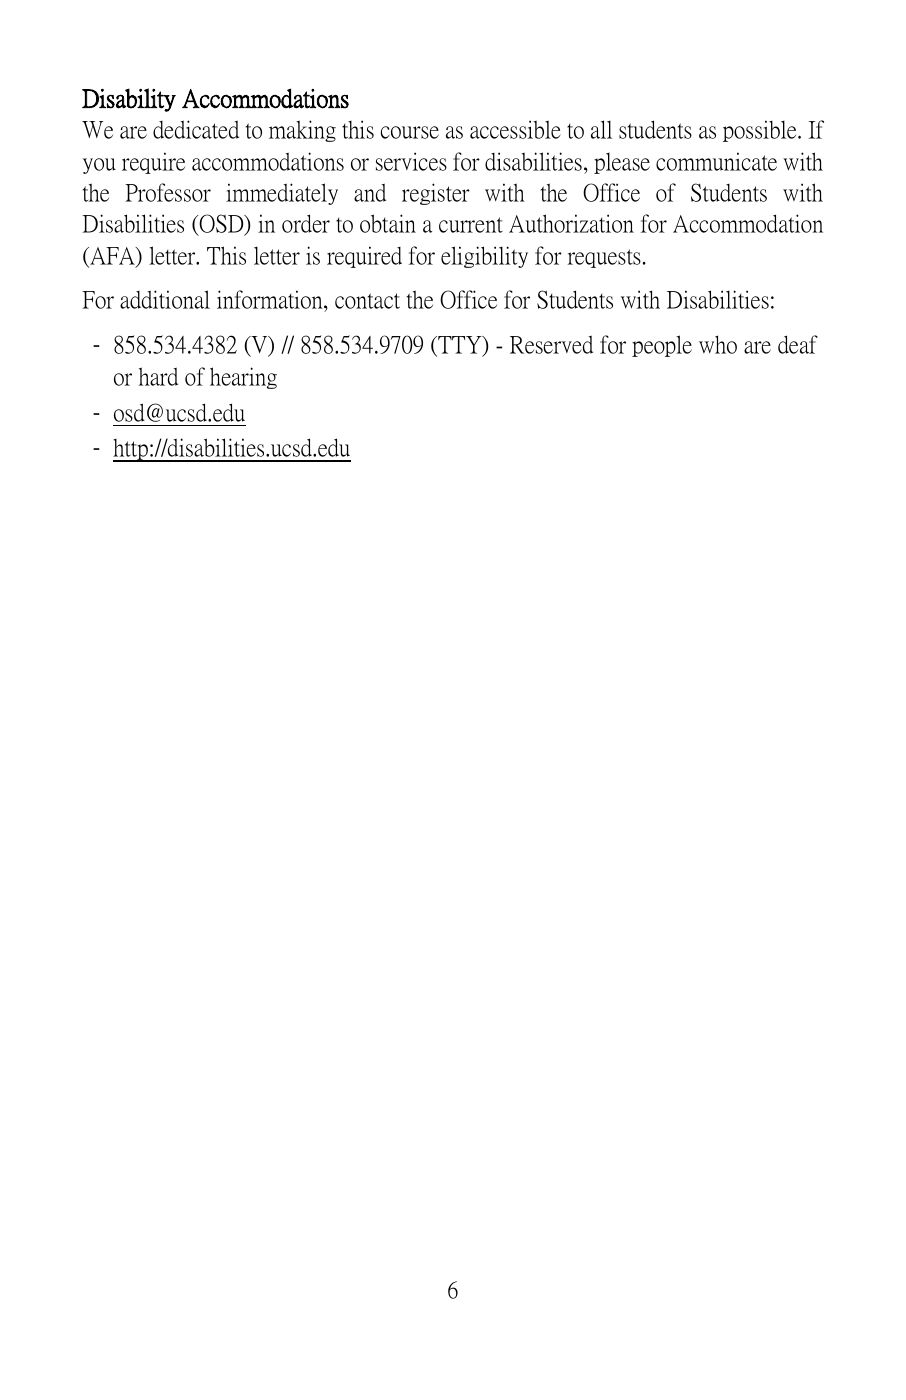 Disability Accommodations
We are dedicated to making this course as accessible to all students as possible. If
you require accommodations or services for disabilities, please communicate with
the Professor immediately and register with the Office of Students with
Disabilities (OSD) in order to obtain a current Authorization for Accommodation
(AFA) letter. This letter is required for eligibility for requests.
For additional information, contact the Office for Students with Disabilities:
- 858.534.4382 (V) // 858.534.9709 (TTY) - Reserved for people who are deaf
or hard of hearing
- osd@ucsd.edu
- http://disabilities.ucsd.edu
6